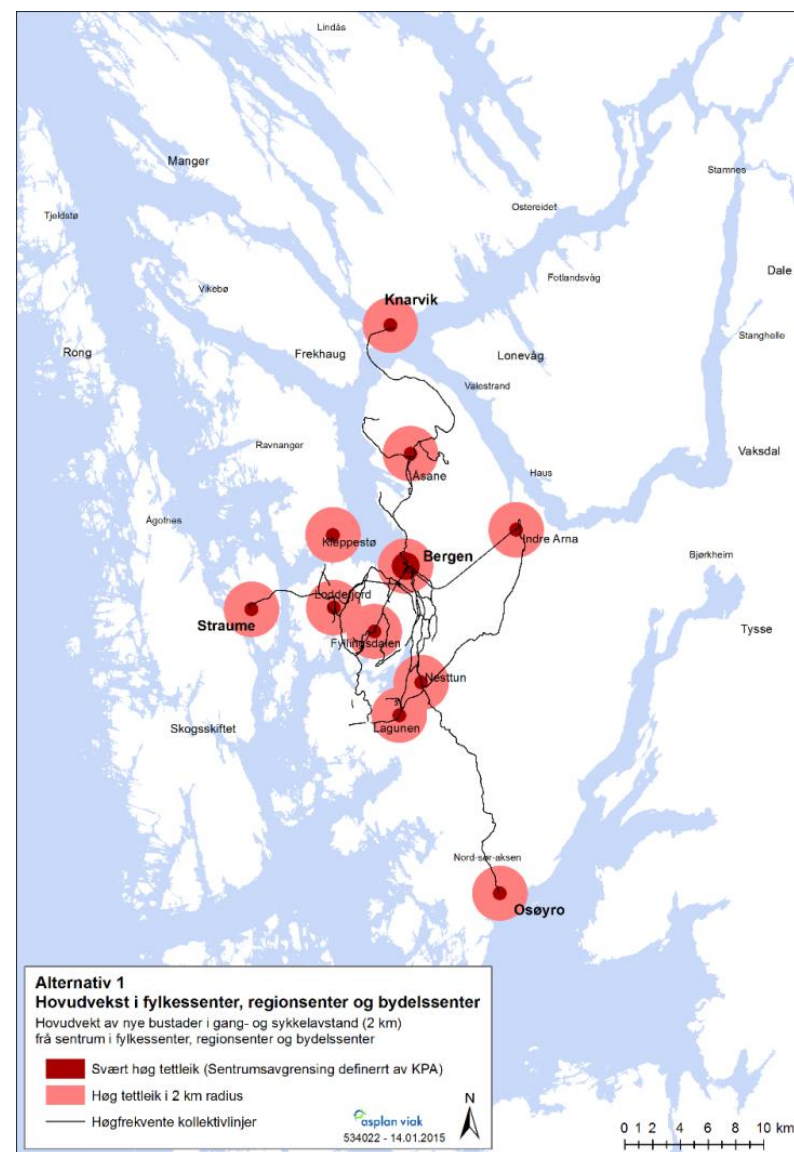 Lindås
Manger
Stamnes
Tjeldstø
Ostereidet
Dale
Fotlandsvåg
Vikebø
Knarvik
Stanghelle
Rong
Frekhaug
Lonevåg
Valestrand
Ravnanger
Vaksdal
Haus
Åsane
Ågotnes
Kleppestø
Indre Arna
Bergen
Bjørkheim
Loddefjord
Straume
Tysse
Fyllingsdalen
Nesttun
Skogsskiftet
Lagunen
Nord-sør-aksen
Osøyro
Alternativ 1
Hovudvekst i fylkessenter, regionsenter og bydelssenter
Hovudvekt av nye bustader i gang- og sykkelavstand (2 km)
frå sentrum i fylkessenter, regionsenter og bydelssenter
Svært høg tettleik (Sentrumsavgrensing definerrt av KPA)
Høg tettleik i 2 km radius
Høgfrekvente kollektivlinjer
asplan viak
534022 - 14.01.2015
N
0 1 2 4 6 8 10 km